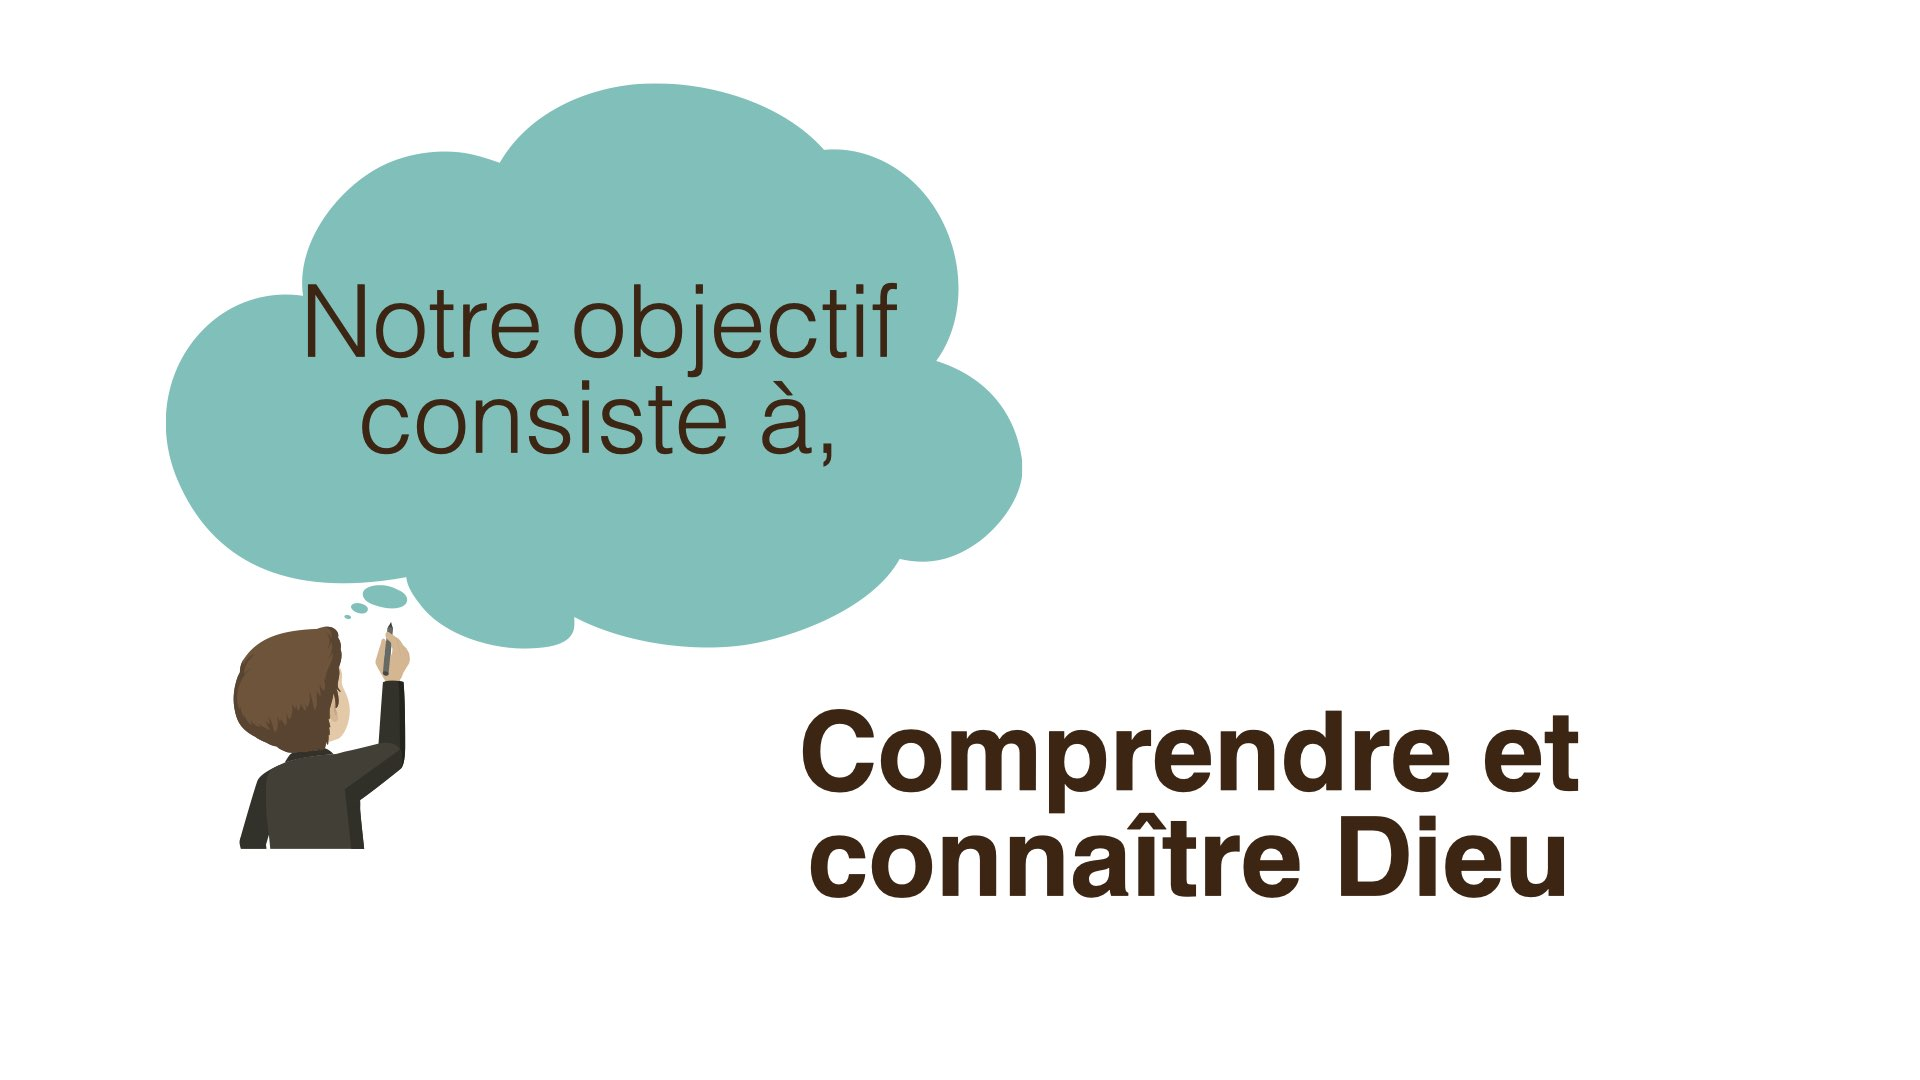 Notre objectif
consiste à,
Comprendre et
connaître Dieu